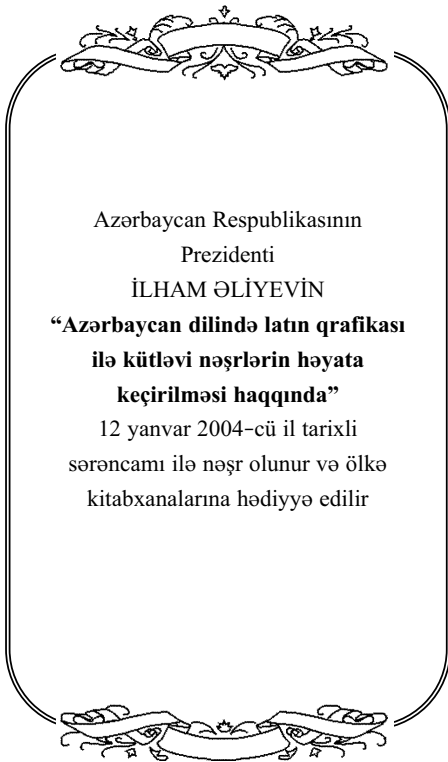 Azərbaycan Respublikasının
Prezidenti
İLHAM ƏLİYEVİN
“Azərbaycan dilində latın qrafikası
ilə kütləvi nəşrlərin həyata
keçirilməsi haqqında”
12 yanvar 2004-cü il tarixli
sərəncamı ilə nəşr olunur və ölkə
kitabxanalarına hədiyyə edilir